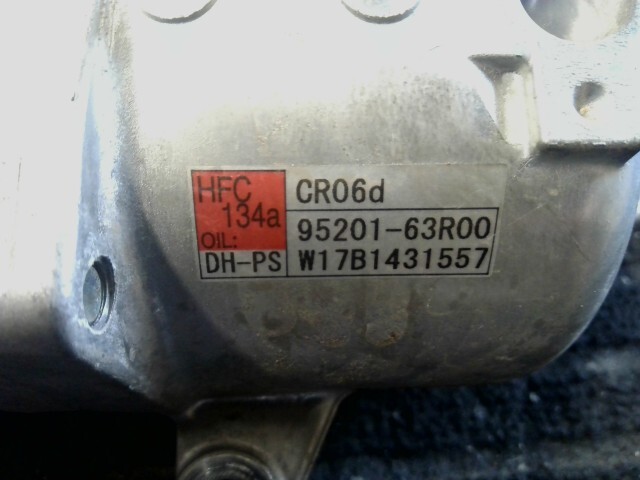 HFC
134a
OIL:
DH-PS
CR06d
95201-63R00
W17B1431557